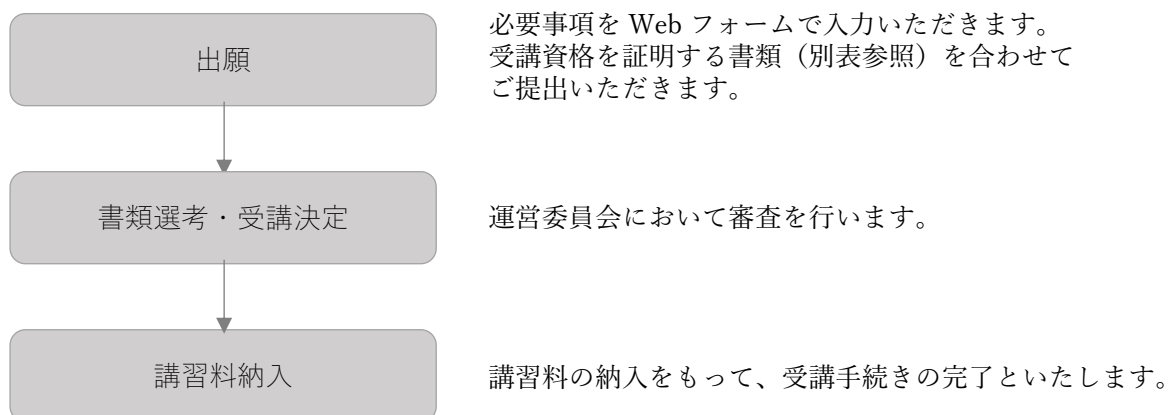 出願
必要事項を Web フォームで入力いただきます。
受講資格を証明する書類（別表参照）を合わせて
ご提出いただきます。
書類選考・受講決定
運営委員会において審査を行います。
講習料納入
講習料の納入をもって、受講手続きの完了といたします。